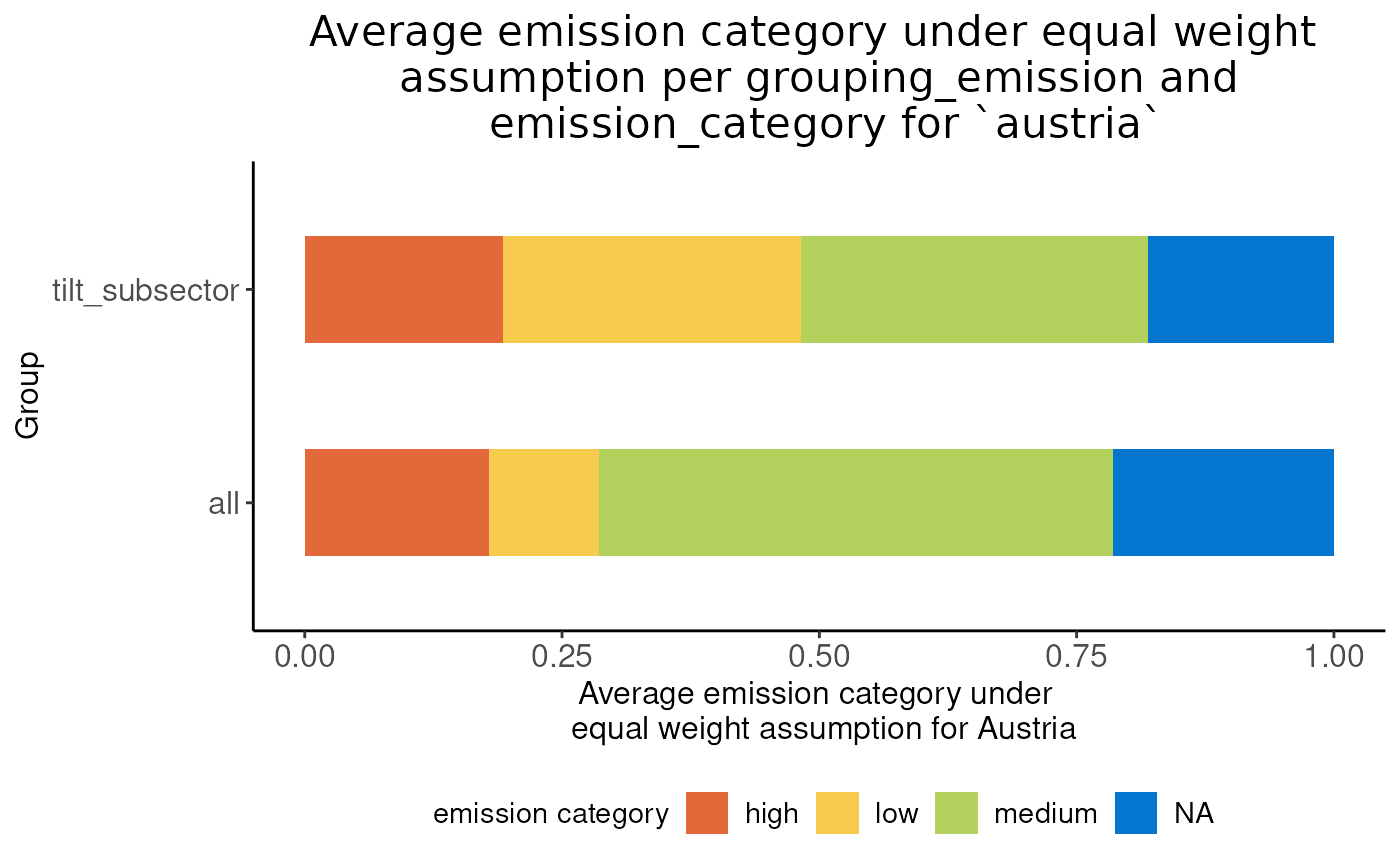 Average emission category under equal weight
assumption per grouping_emission and
emission_category for `austria`
tilt_subsector
Group
all
0.00 0.25 0.50 0.75 1.00
Average emission category under
equal weight assumption for Austria
emission category high low medium NA